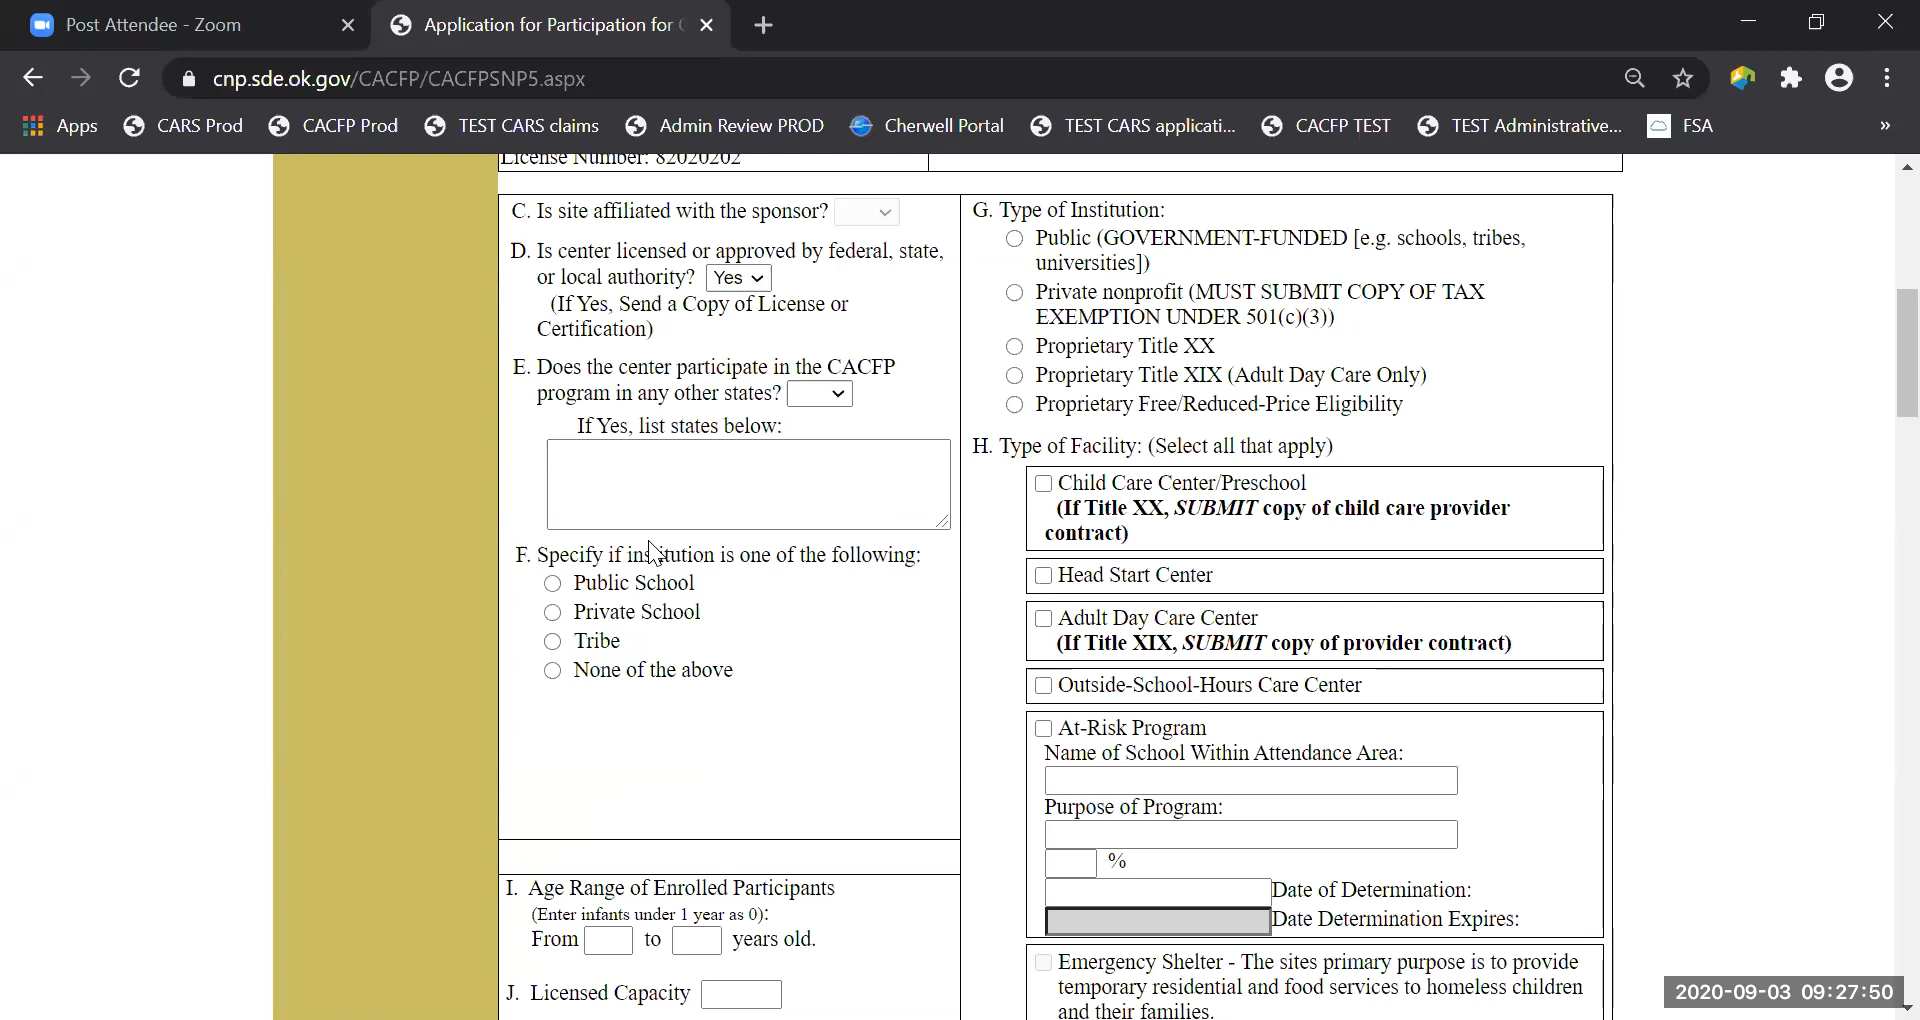 Post Attendee - Zoom
Application for Participation for C
cnp.sde.ok.gov/CACFP/CACFPSNP5.aspx
Apps
CARS Prod
CACFP Prod
TEST CARS claims
Admin Review PROD
Cherwell Portal
TEST CARS applicati...
CACFP TEST
TEST Administrative...
FSA
»
License Number: 82020202
C. Is site affiliated with the sponsor?
D. Is center licensed or approved by federal, state,
or local authority? Yes
(If Yes, Send a Copy of License or
Certification)
E. Does the center participate in the CACFP
program in any other states?
If Yes, list states below:
F. Specify if institution is one of the following:
Public School
Private School
Tribe
None of the above
I. Age Range of Enrolled Participants
(Enter infants under 1 year as 0):
From to years old.
J. Licensed Capacity
G. Type of Institution:
Public (GOVERNMENT-FUNDED [e.g. schools, tribes,
universities])
Private nonprofit (MUST SUBMIT COPY OF TAX
EXEMPTION UNDER 501(c)(3))
Proprietary Title XX
Proprietary Title XIX (Adult Day Care Only)
Proprietary Free/Reduced-Price Eligibility
H. Type of Facility: (Select all that apply)
Child Care Center/Preschool
(If Title XX, SUBMIT copy of child care provider
contract)
Head Start Center
Adult Day Care Center
(If Title XIX, SUBMIT copy of provider contract)
Outside-School-Hours Care Center
At-Risk Program
Name of School Within Attendance Area:
Purpose of Program:
%
Date of Determination:
Date Determination Expires:
Emergency Shelter - The sites primary purpose is to provide
temporary residential and food services to homeless children
and their families.
2020-09-03 09:27:50